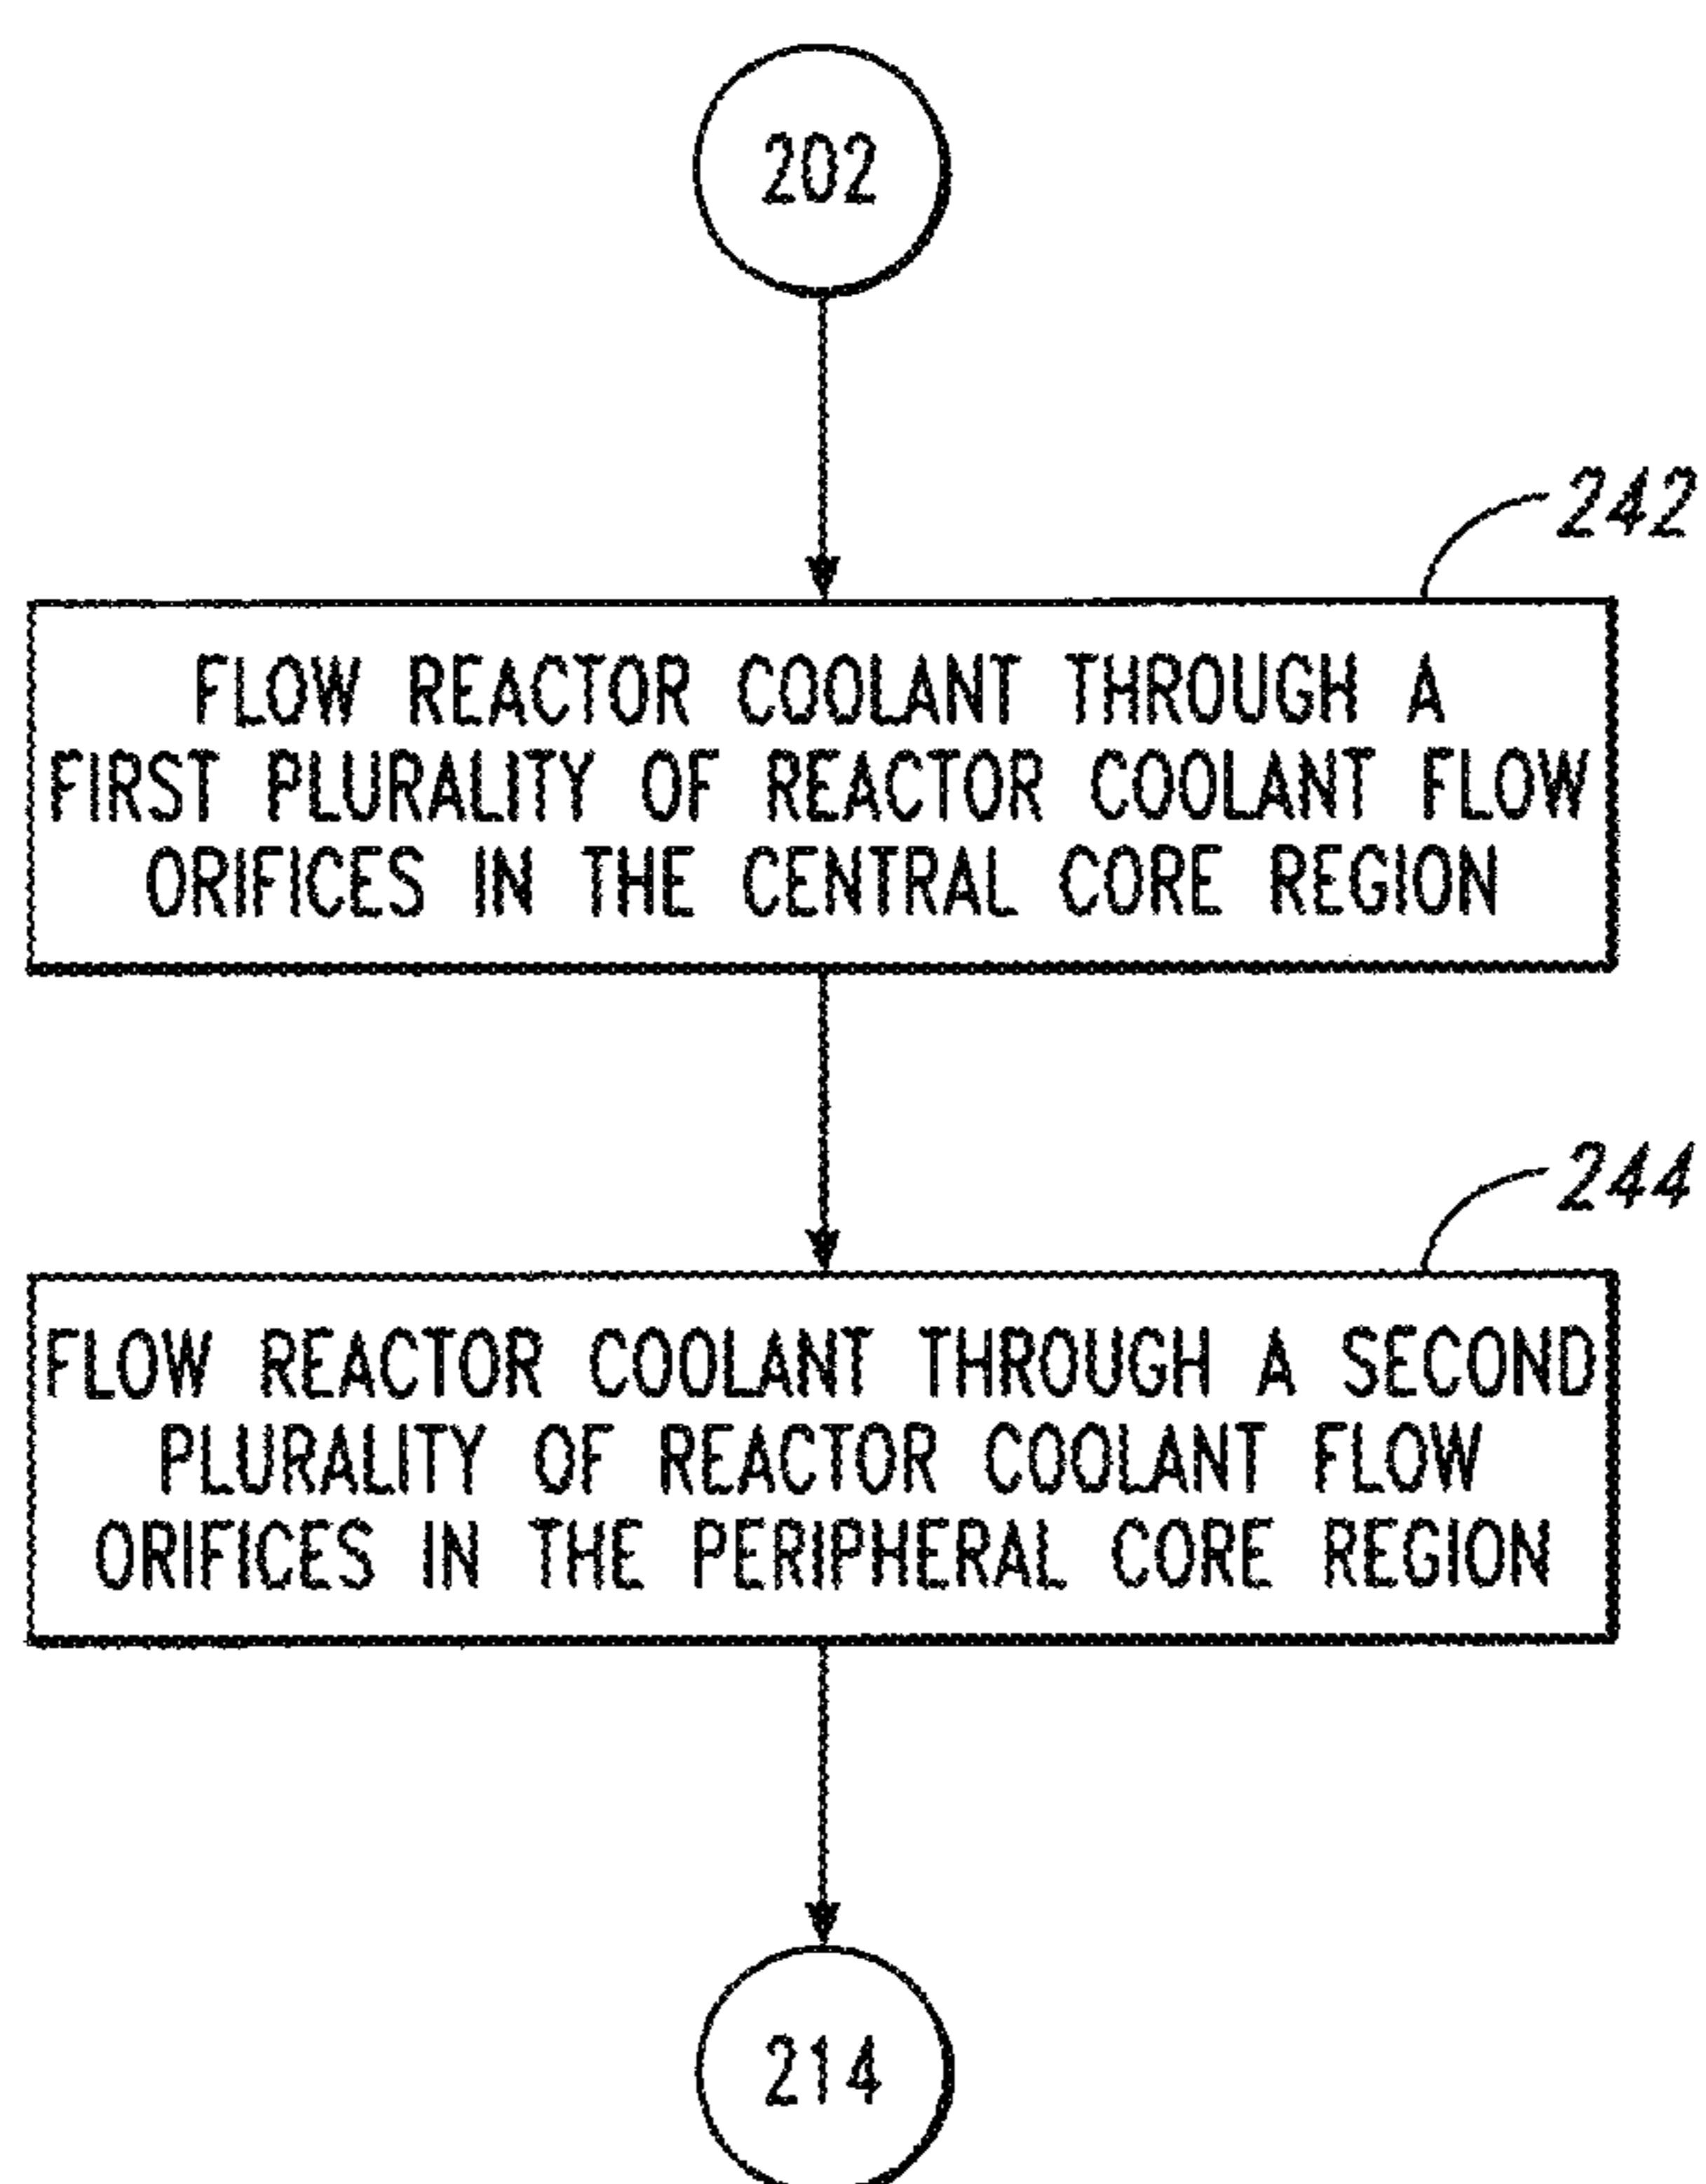 202
242
FLOW REACTOR COOLANT THROUGH A
FIRST PLURALITY OF REACTOR COOLANT FLOW
ORIFICES IN THE CENTRAL CORE REGION
244
FLOW REACTOR COOLANT THROUGH A SECOND
PLURALITY OF REACTOR COOLANT FLOW
ORIFICES IN THE PERIPHERAL CORE REGION
214